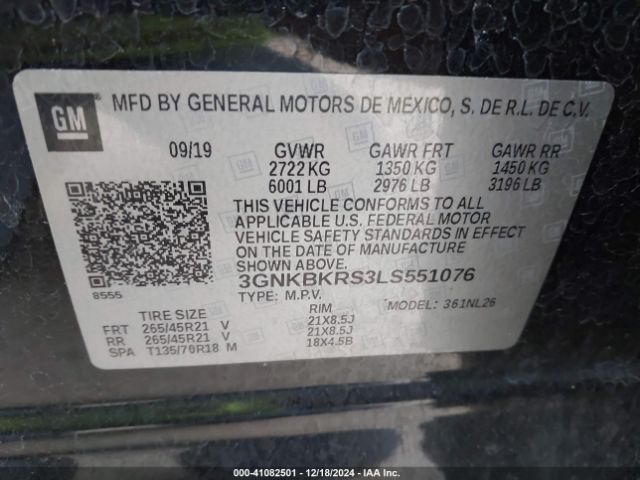 GM
MFD BY GENERAL MOTORS DE MEXICO, S. DE R.L. DE C.V.
09/19 GVWR GAWR FRT GAWR RR
2722 KG 1350 KG 1450 KG
6001 LB 2976 LB 3196 LB
THIS VEHICLE CONFORMS TO ALL
APPLICABLE U.S. FEDERAL MOTOR
VEHICLE SAFETY STANDARDS IN EFFECT
ON THE DATE OF MANUFACTURE
SHOWN ABOVE.
3GNKBKRS3LS551076
8555
TYPE: M.P.V. MODEL: 361NL26
TIRE SIZE RIM
FRT 265/45R21 V 21X8.5J
RR 265/45R21 V 21X8.5J
SPA T135/70R18 M 18X4.5B
000-41082501 - 12/18/2024 - IAA Inc.